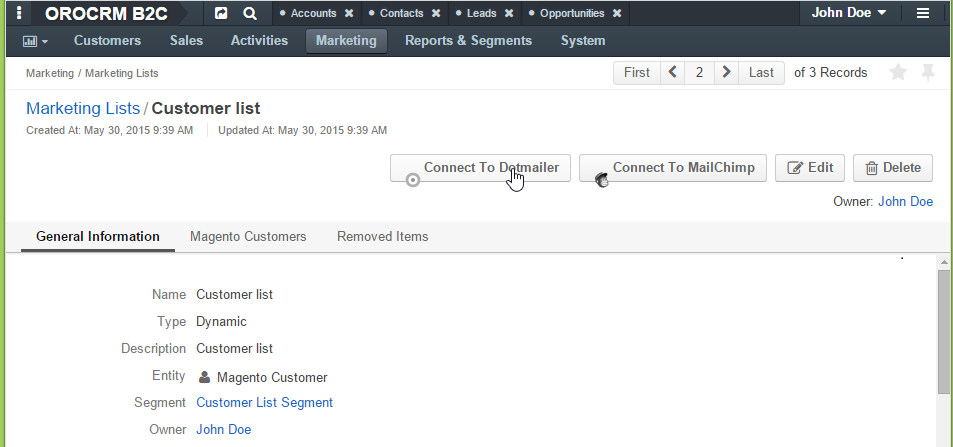 OROCRM B2C Accounts Contacts Leads Opportunities John Doe
Customers Sales Activities Marketing Reports & Segments System
Marketing / Marketing Lists First 2 Last of 3 Records
Marketing Lists / Customer list
Created At: May 30, 2015 9:39 AM Updated At: May 30, 2015 9:39 AM
Connect To Dotmailer Connect To MailChimp Edit Delete
Owner: John Doe
General Information Magento Customers Removed Items
Name Customer list
Type Dynamic
Description Customer list
Entity Magento Customer
Segment Customer List Segment
Owner John Doe